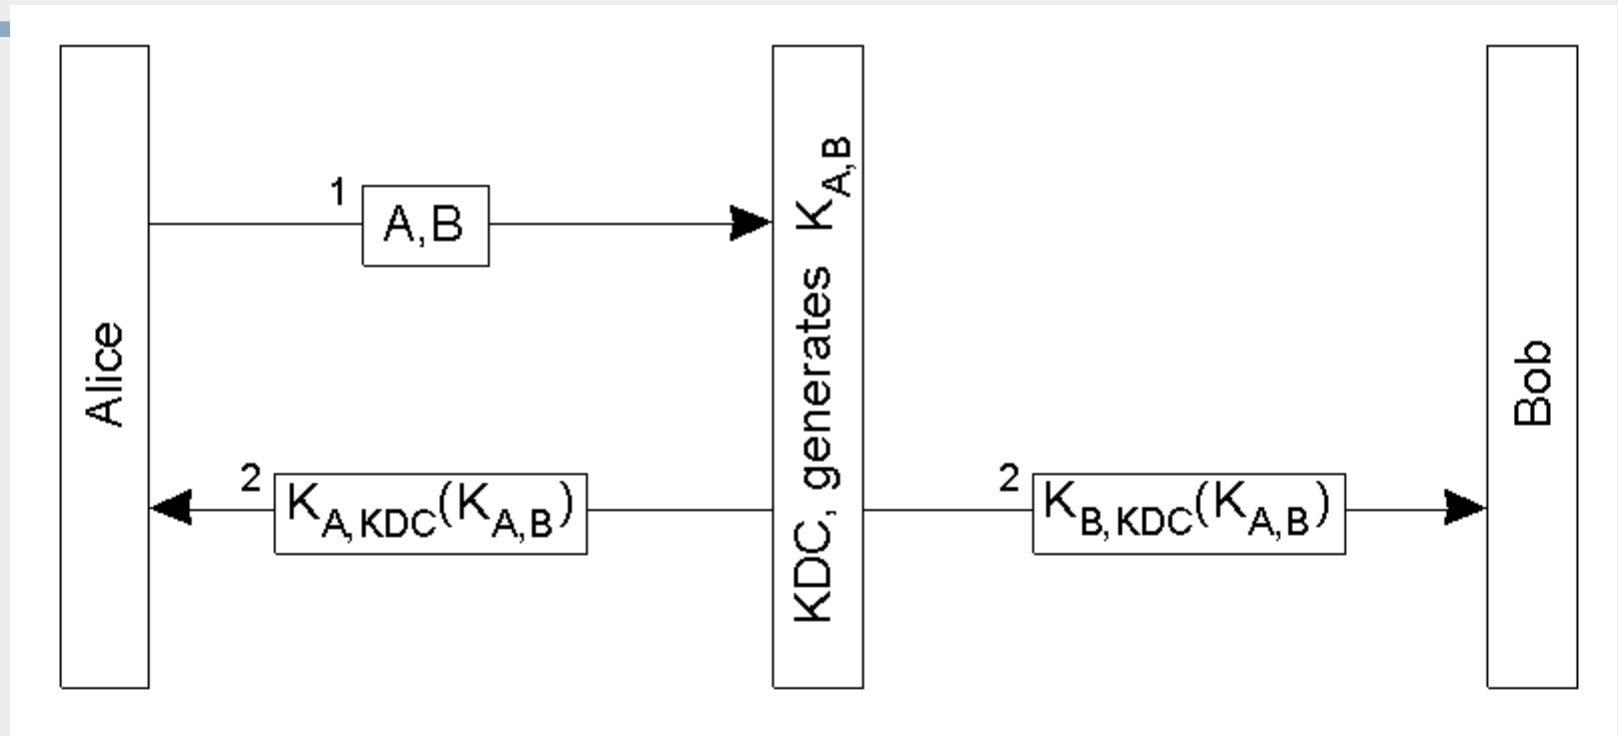 Alice
1
A,B
KDC, generates K_A,B
Bob
2
K_A,KDC(K_A,B)
2
K_B,KDC(K_A,B)